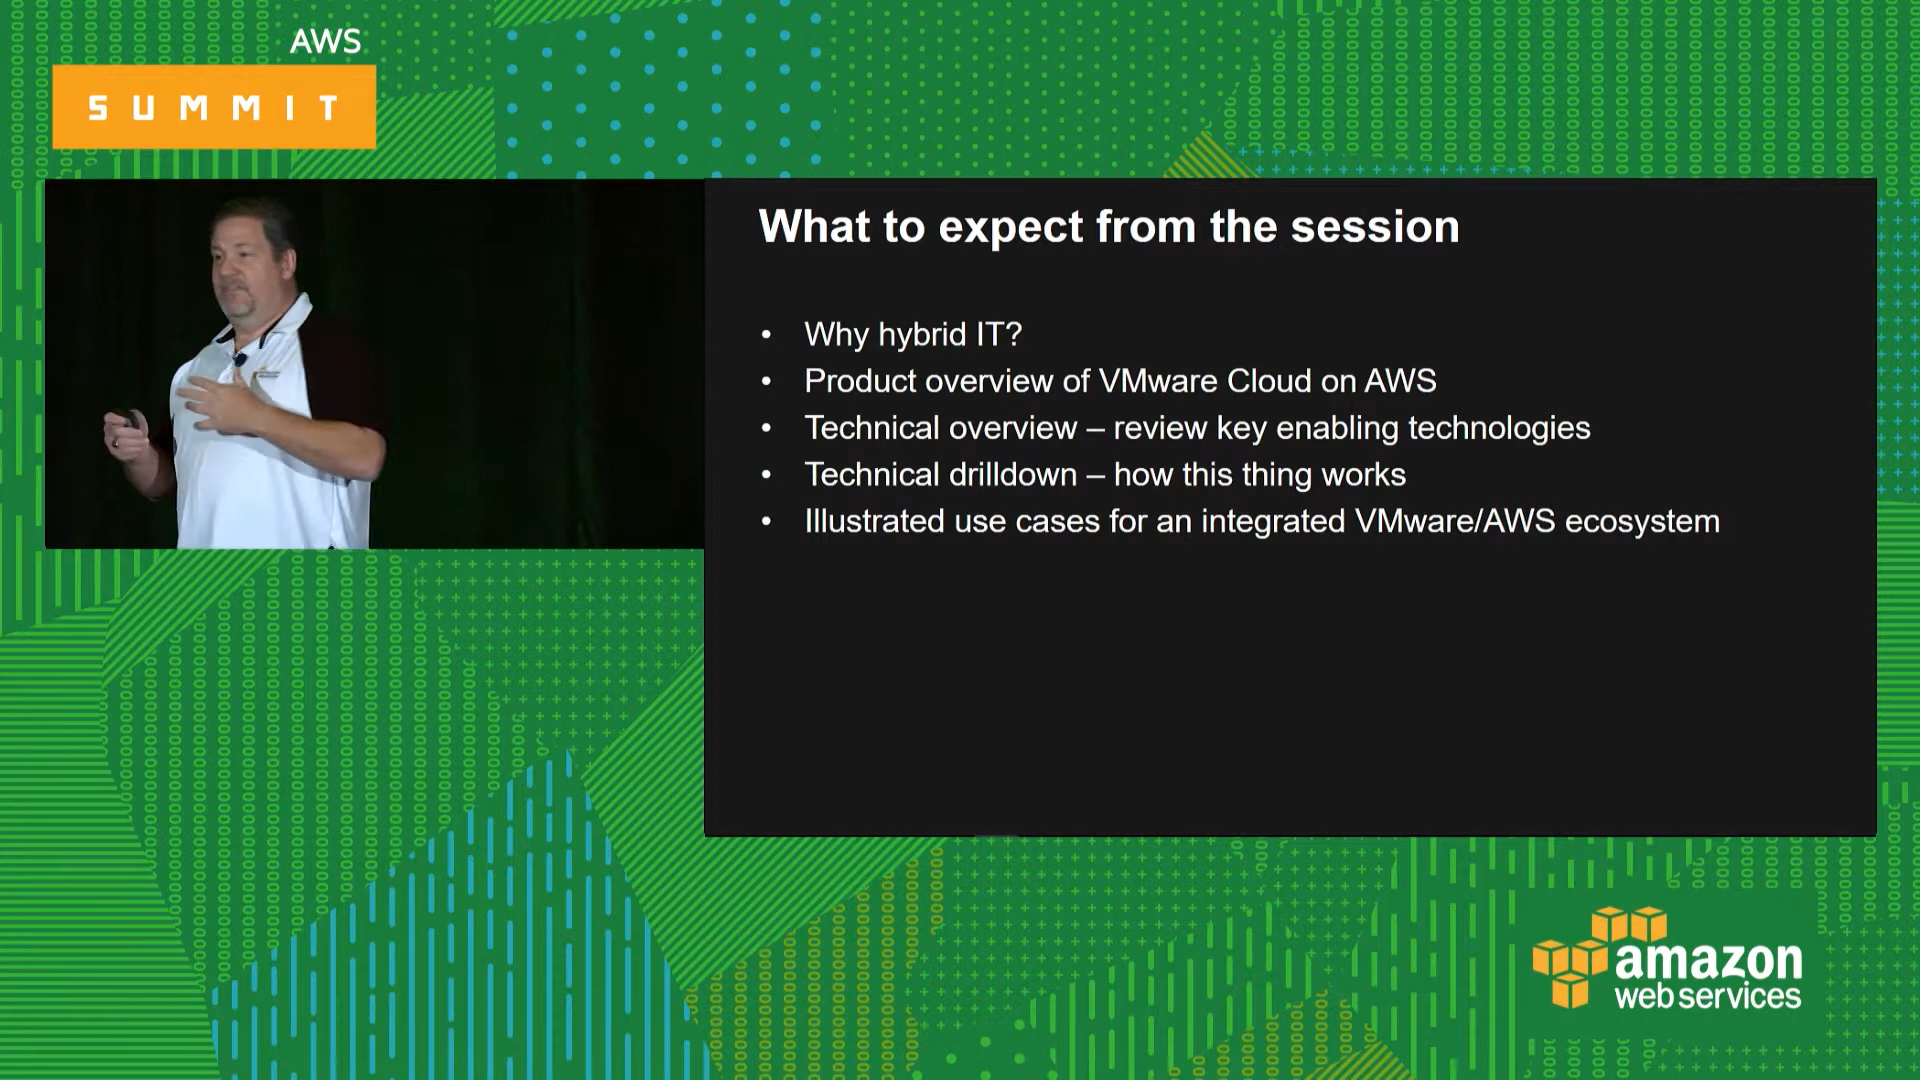 AWS
SUMMIT
What to expect from the session
• Why hybrid IT?
• Product overview of VMware Cloud on AWS
• Technical overview – review key enabling technologies
• Technical drilldown – how this thing works
• Illustrated use cases for an integrated VMware/AWS ecosystem
amazon
web services